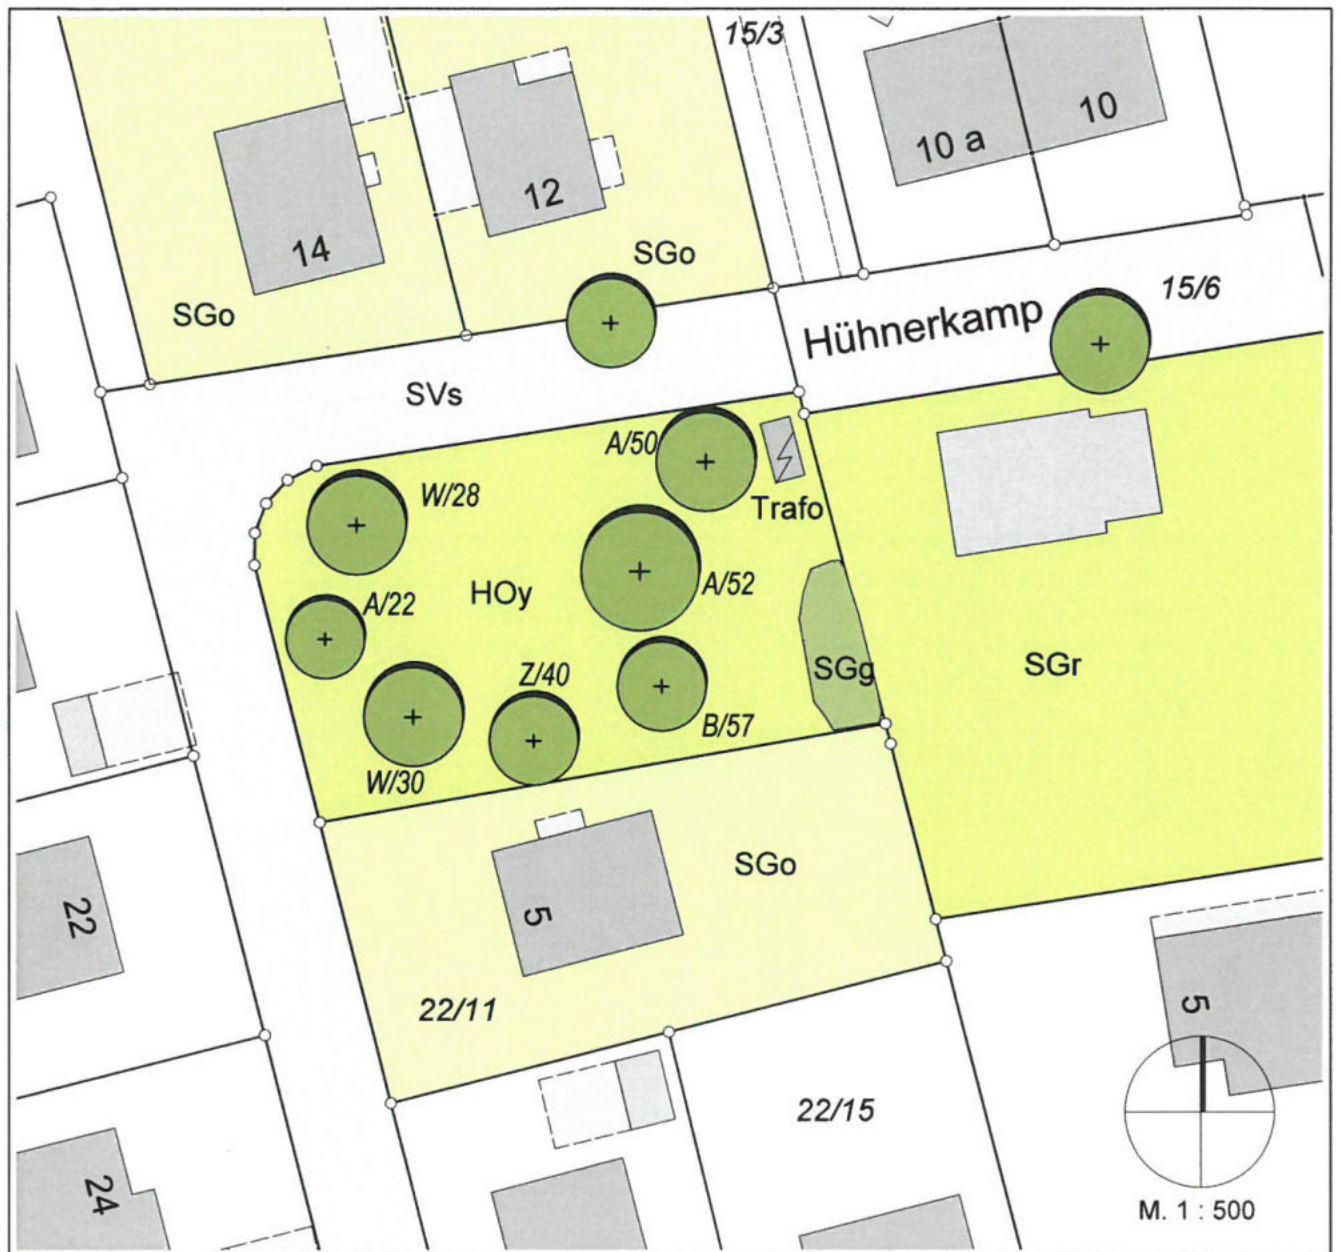 15/3
10 a
10
12
14
SGo
SGo
15/6
Hühnerkamp
SVs
A/50
W/28
Trafo
HOy
A/52
A/22
SGg
SGr
Z/40
B/57
W/30
SGo
5
22
22/11
5
22/15
24
M. 1 : 500